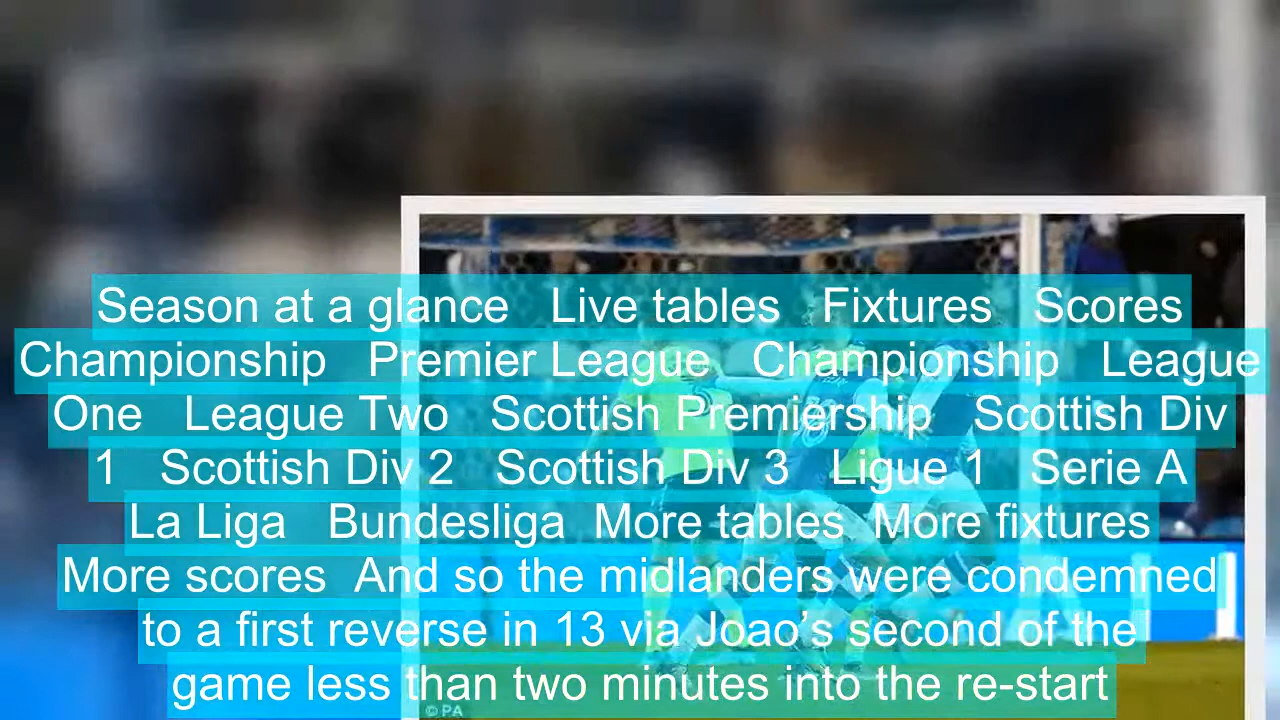 Season at a glance Live tables Fixtures Scores
Championship Premier League Championship League
One League Two Scottish Premiership Scottish Div
1 Scottish Div 2 Scottish Div 3 Ligue 1 Serie A
La Liga Bundesliga More tables More fixtures
More scores And so the midlanders were condemned
to a first reverse in 13 via Joao’s second of the
game less than two minutes into the re-start
© PA